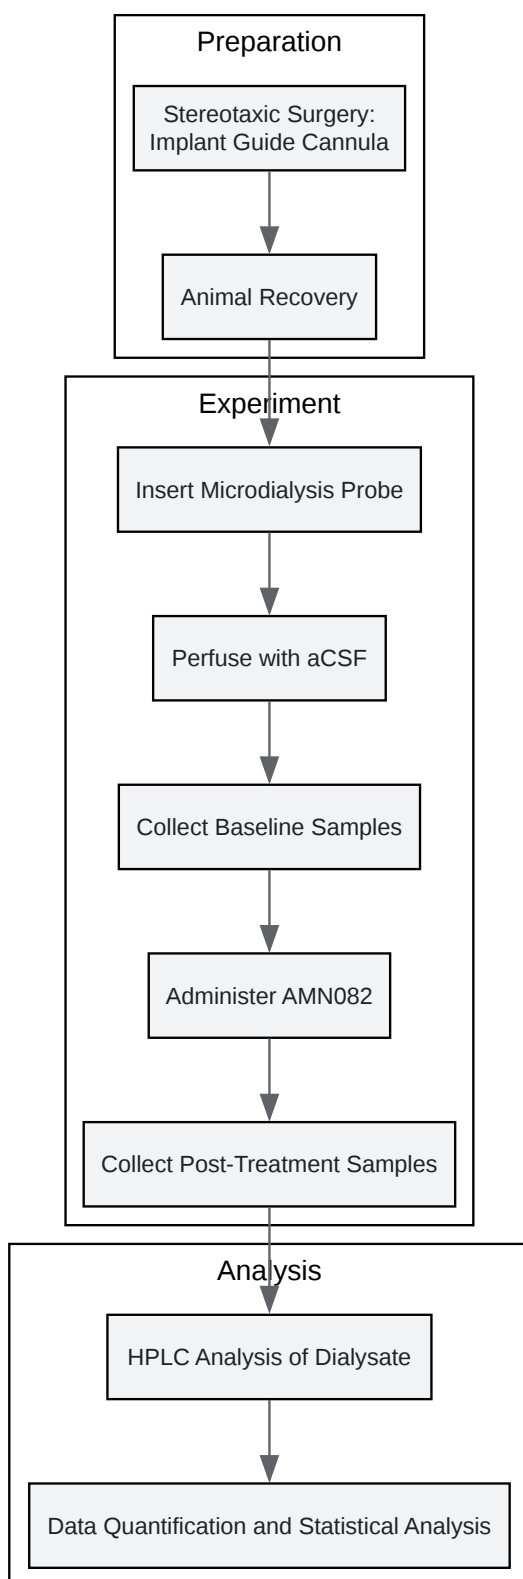 Preparation
Stereotaxic Surgery:
Implant Guide Cannula
Animal Recovery
Experiment
Insert Microdialysis Probe
Perfuse with aCSF
Collect Baseline Samples
Administer AMN082
Collect Post-Treatment Samples
Analysis
HPLC Analysis of Dialysate
Data Quantification and Statistical Analysis